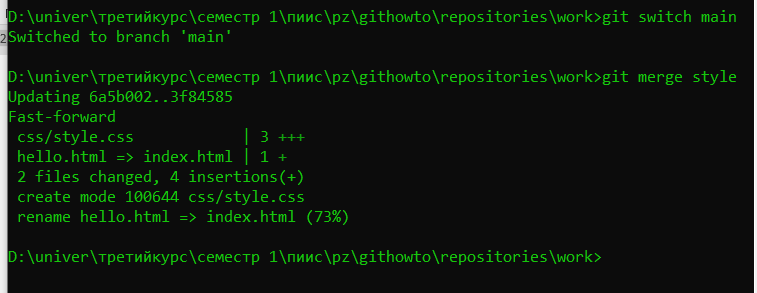 D:\univer\третийкурс\семестр 1\пиис\pz\githowto\repositories\work>git switch main
Switched to branch 'main'
D:\univer\третийкурс\семестр 1\пиис\pz\githowto\repositories\work>git merge style
Updating 6a5b002..3f84585
Fast-forward
 css/style.css            | 3 +++
 hello.html => index.html | 1 +
 2 files changed, 4 insertions(+)
 create mode 100644 css/style.css
 rename hello.html => index.html (73%)
D:\univer\третийкурс\семестр 1\пиис\pz\githowto\repositories\work>